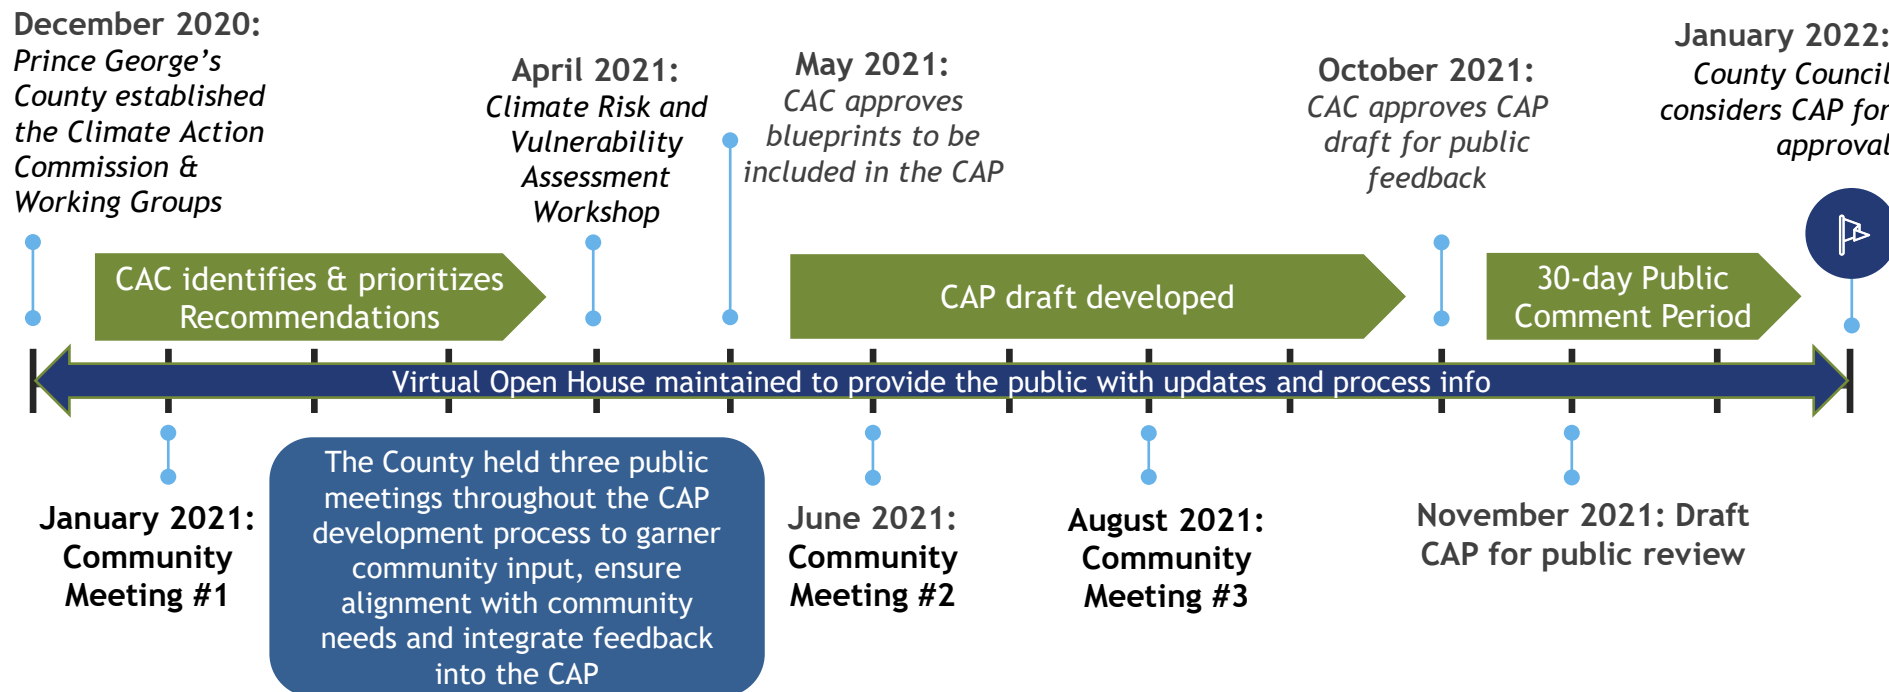 December 2020:
Prince George's
County established
the Climate Action
Commission &
Working Groups
April 2021:
Climate Risk and
Vulnerability
Assessment
Workshop
May 2021:
CAC approves
blueprints to be
included in the CAP
October 2021:
CAC approves CAP
draft for public
feedback
January 2022:
County Council
considers CAP for
approval
CAC identifies & prioritizes
Recommendations
CAP draft developed
30-day Public
Comment Period
Virtual Open House maintained to provide the public with updates and process info
January 2021:
Community
Meeting #1
The County held three public
meetings throughout the CAP
development process to garner
community input, ensure
alignment with community
needs and integrate feedback
into the CAP
June 2021:
Community
Meeting #2
August 2021:
Community
Meeting #3
November 2021: Draft
CAP for public review